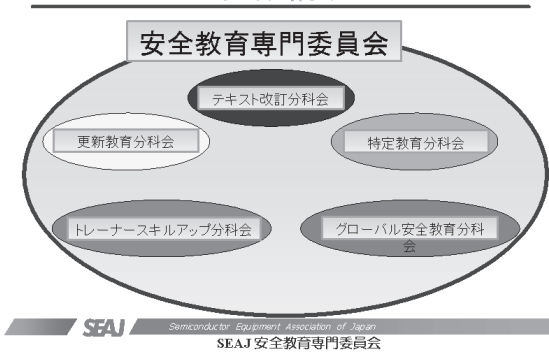 安全教育専門委員会
テキスト改訂分科会
更新教育分科会
特定教育分科会
トレーナースキルアップ分科会
グローバル安全教育分科
会
SEAJ
Semiconductor Equipment Association of Japan
SEAJ 安全教育専門委員会